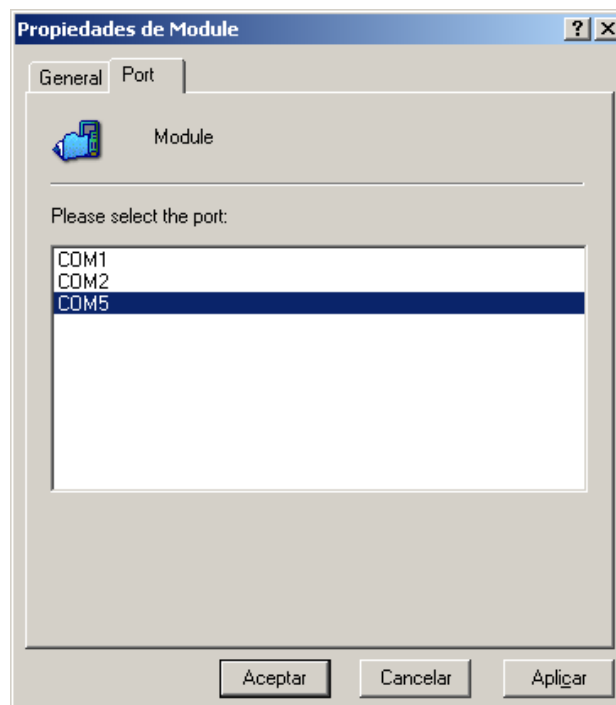 Propiedades de Module
General Port
Module
Please select the port:
COM1
COM2
COM5
Aceptar Cancelar Aplicar